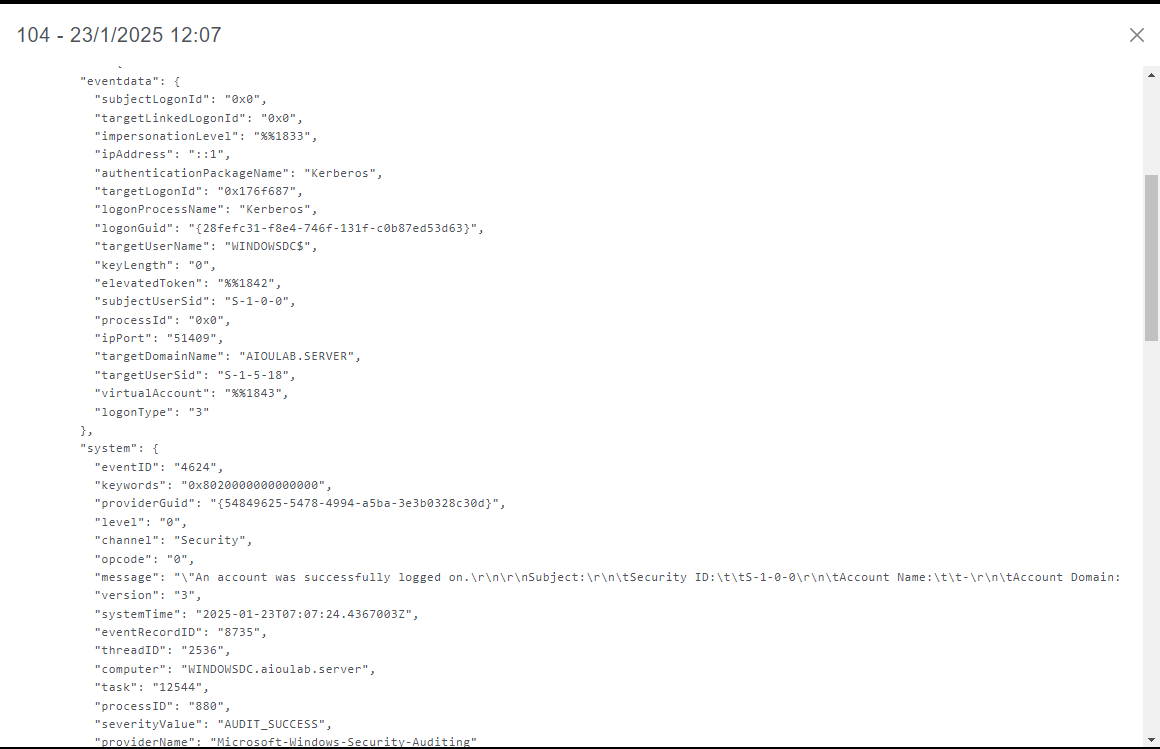 104 - 23/1/2025 12:07
"eventdata": {
"subjectLogonId": "0x0",
"targetLinkedLogonId": "0x0",
"impersonationLevel": "%%1833",
"ipAddress": "::1",
"authenticationPackageName": "Kerberos",
"targetLogonId": "0x176f687",
"logonProcessName": "Kerberos",
"logonGuid": "{28fefc31-f8e4-746f-131f-c0b87ed53d63}",
"targetUserName": "WINDOWSDC$",
"keyLength": "0",
"elevatedToken": "%%1842",
"subjectUserSid": "S-1-0-0",
"processId": "0x0",
"ipPort": "51409",
"targetDomainName": "AIOULAB.SERVER",
"targetUserSid": "S-1-5-18",
"virtualAccount": "%%1843",
"logonType": "3"
},
"system": {
"eventID": "4624",
"keywords": "0x8020000000000000",
"providerGuid": "{54849625-5478-4994-a5ba-3e3b0328c30d}",
"level": "0",
"channel": "Security",
"opcode": "0",
"message": "\"An account was successfully logged on.\r\n\r\nSubject:\r\n\tSecurity ID:\t\tS-1-0-0\r\n\tAccount Name:\t\t-\r\n\tAccount Domain:
"version": "3",
"systemTime": "2025-01-23T07:07:24.4367003Z",
"eventRecordID": "8735",
"threadID": "2536",
"computer": "WINDOWSDC.aioulab.server",
"task": "12544",
"processID": "880",
"severityValue": "AUDIT_SUCCESS",
"providerName": "Microsoft-Windows-Security-Auditing"